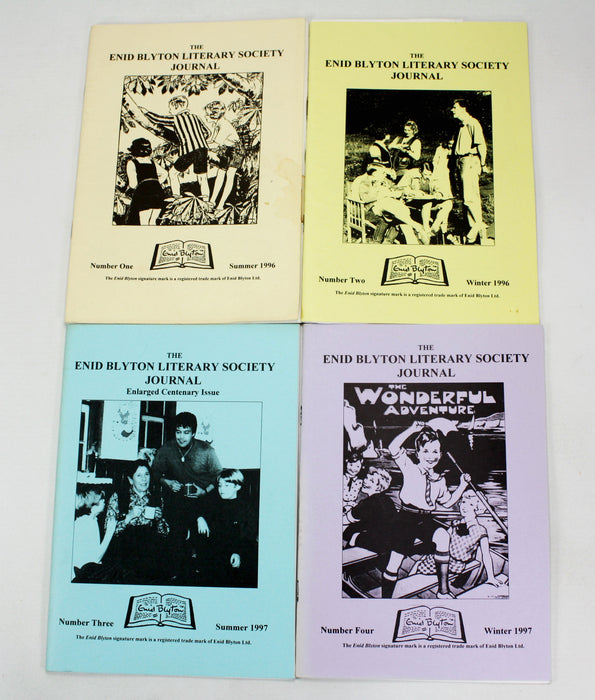 THE
ENID BLYTON LITERARY SOCIETY
JOURNAL
Enid Blyton
Number One
Summer 1996
The Enid Blyton signature mark is a registered trade mark of Enid Blyton Ltd.
THE
ENID BLYTON LITERARY SOCIETY
JOURNAL
Enid Blyton
Number Two
Winter 1996
The Enid Blyton signature mark is a registered trade mark of Enid Blyton Ltd.
THE
ENID BLYTON LITERARY SOCIETY
JOURNAL
Enlarged Centenary Issue
Enid Blyton
Number Three
Summer 1997
The Enid Blyton signature mark is a registered trade mark of Enid Blyton Ltd.
THE
ENID BLYTON LITERARY SOCIETY
JOURNAL
THE
WONDERFUL
ADVENTURE
Enid Blyton
Number Four
Winter 1997
The Enid Blyton signature mark is a registered trade mark of Enid Blyton Ltd.